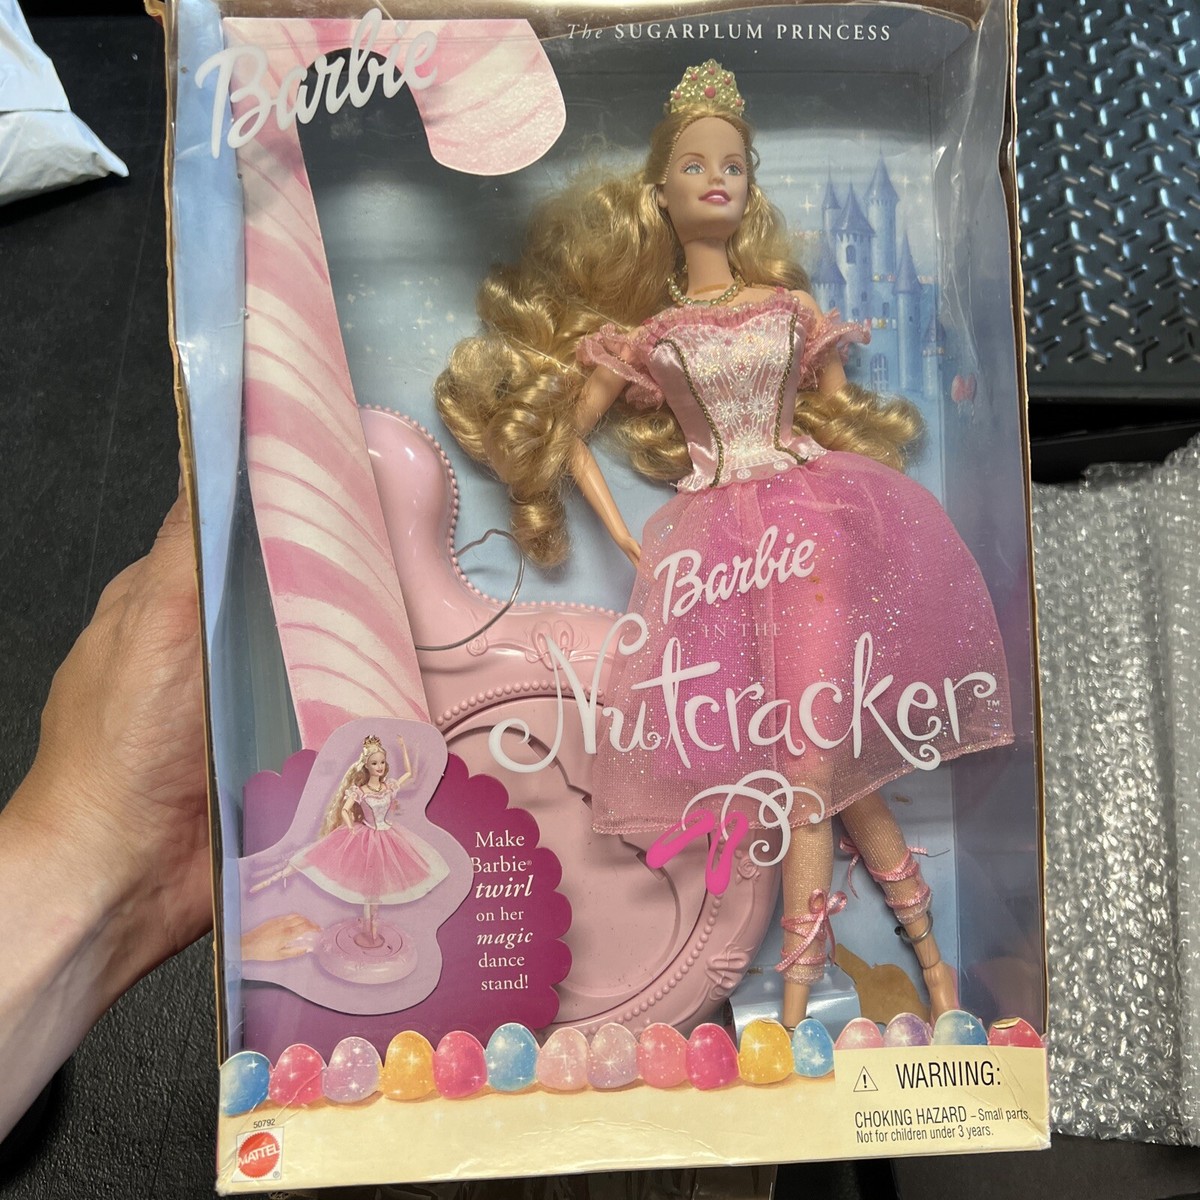 Barbie
The SUGARPLUM PRINCESS
Barbie
IN THE
Nutcracker™
Make
Barbie®
twirl
on her
magic
dance
stand!
⚠ WARNING:
CHOKING HAZARD – Small parts.
Not for children under 3 years.
50792
MATTEL
®